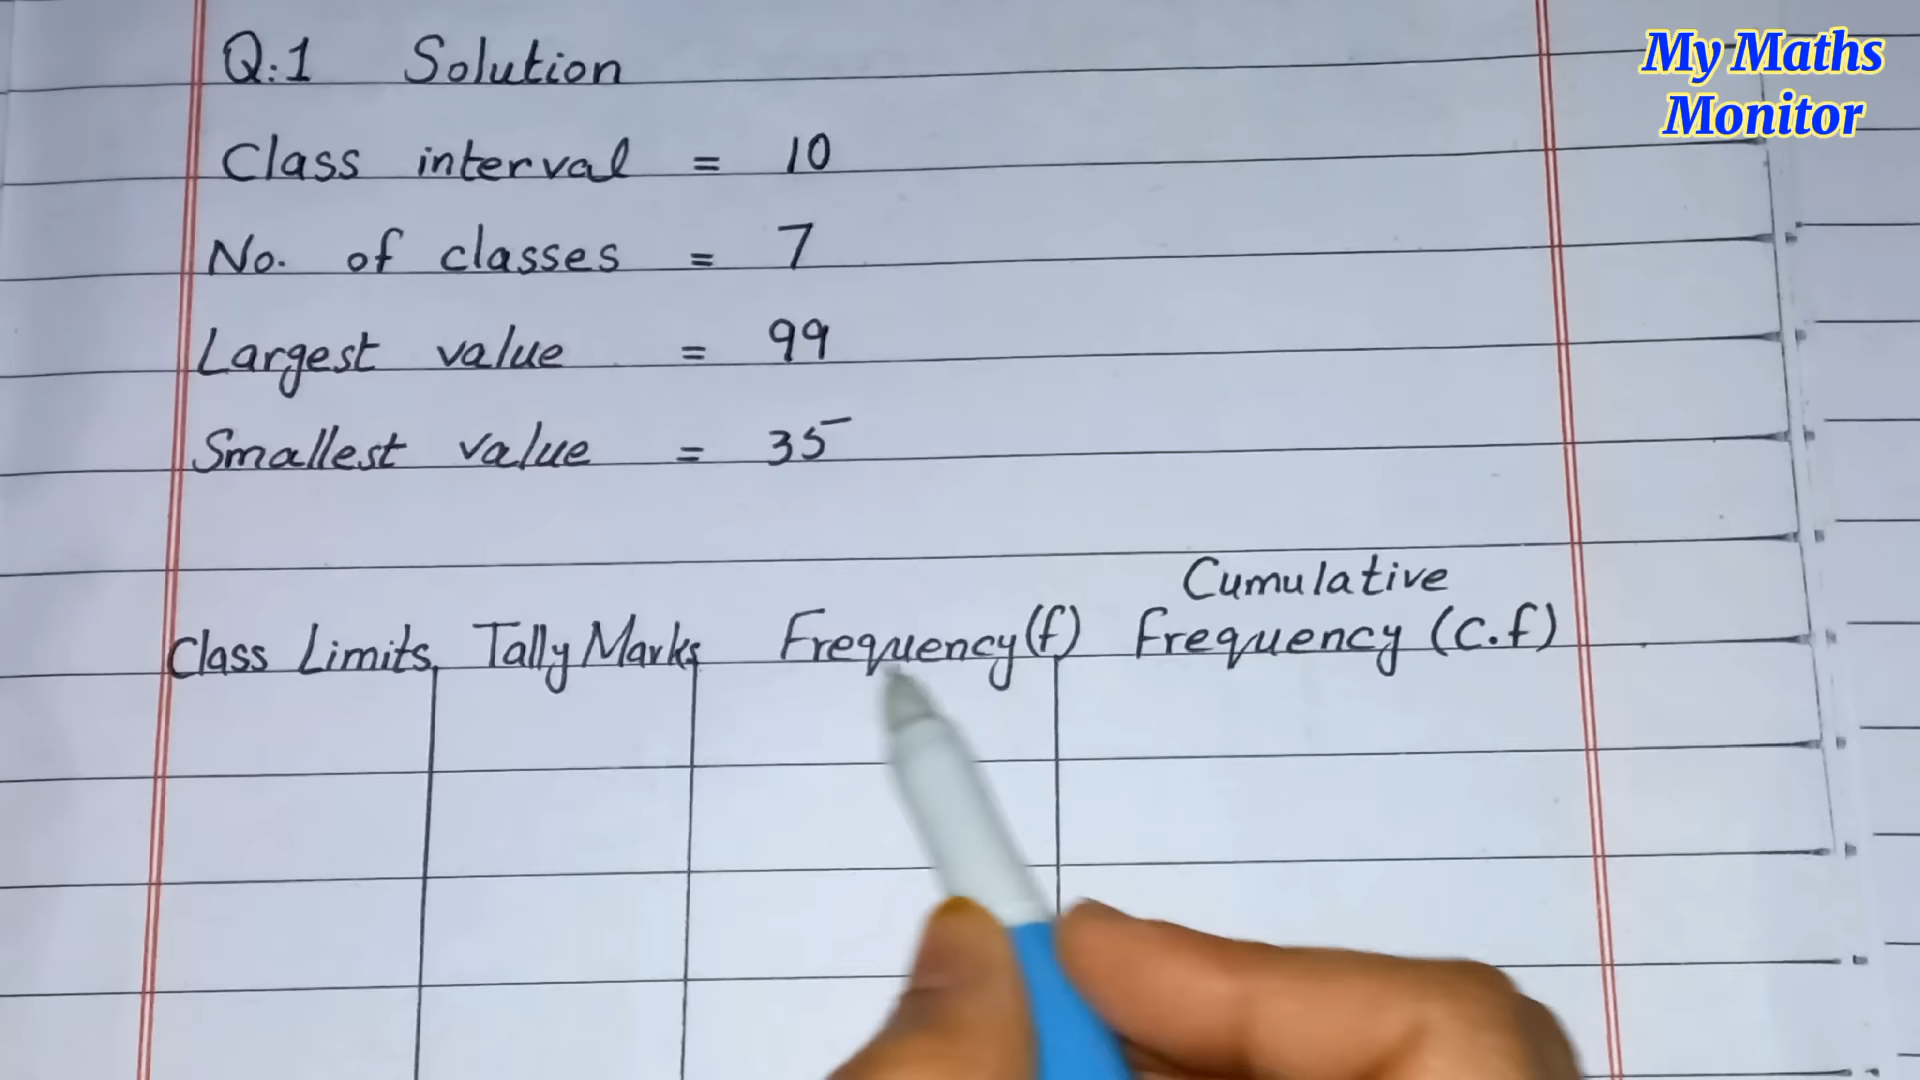 Q.1 Solution
Class interval = 10
No. of classes = 7
Largest value = 99
Smallest value = 35
Class Limits Tally Marks Frequency (f) Cumulative Frequency (C.f)
My Maths
Monitor